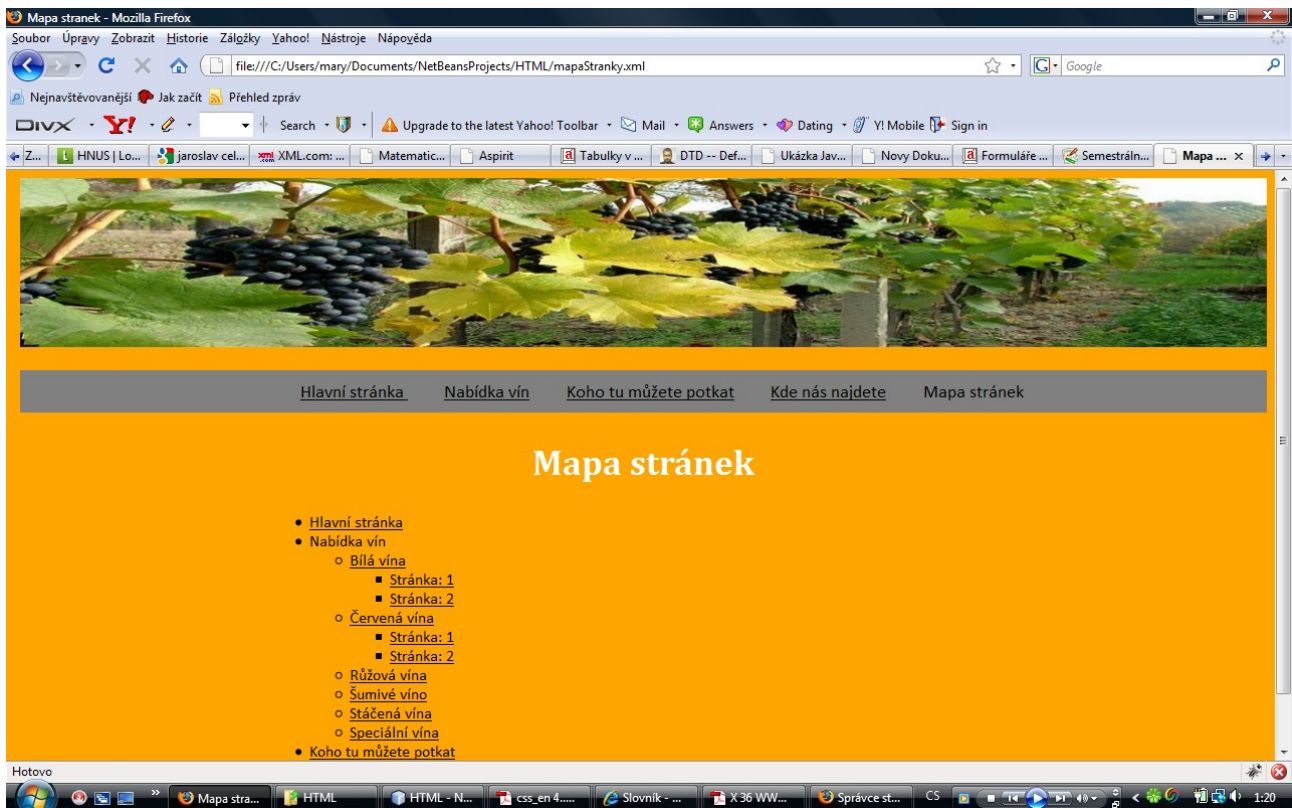 Mapa stranek - Mozilla Firefox
Soubor Úpravy Zobrazit Historie Záložky Yahoo! Nástroje Nápověda
file:///C:/Users/mary/Documents/NetBeansProjects/HTML/mapaStranky.xml G Google
Nejnavštěvovanější Jak začít Přehled zpráv
DIVX Y! Search Upgrade to the latest Yahoo! Toolbar Mail Answers Dating Y! Mobile Sign in
Z... HNUS | Lo... jaroslav cel... XML.com: ... Matematic... Aspirit Tabulky v ... DTD -- Def... Ukázka Jav... Novy Doku... Formuláře ... Semestráln... Mapa ...
Hlavní stránka Nabídka vín Koho tu můžete potkat Kde nás najdete Mapa stránek
Mapa stránek
Hlavní stránka
Nabídka vín
Bílá vína
Stránka: 1
Stránka: 2
Červená vína
Stránka: 1
Stránka: 2
Růžová vína
Šumivé víno
Stáčená vína
Speciální vína
Koho tu můžete potkat
Hotovo
Mapa stra... HTML HTML - N... css_en 4..... Slovník - ... X 36 WW... Správce st... CS 1:20